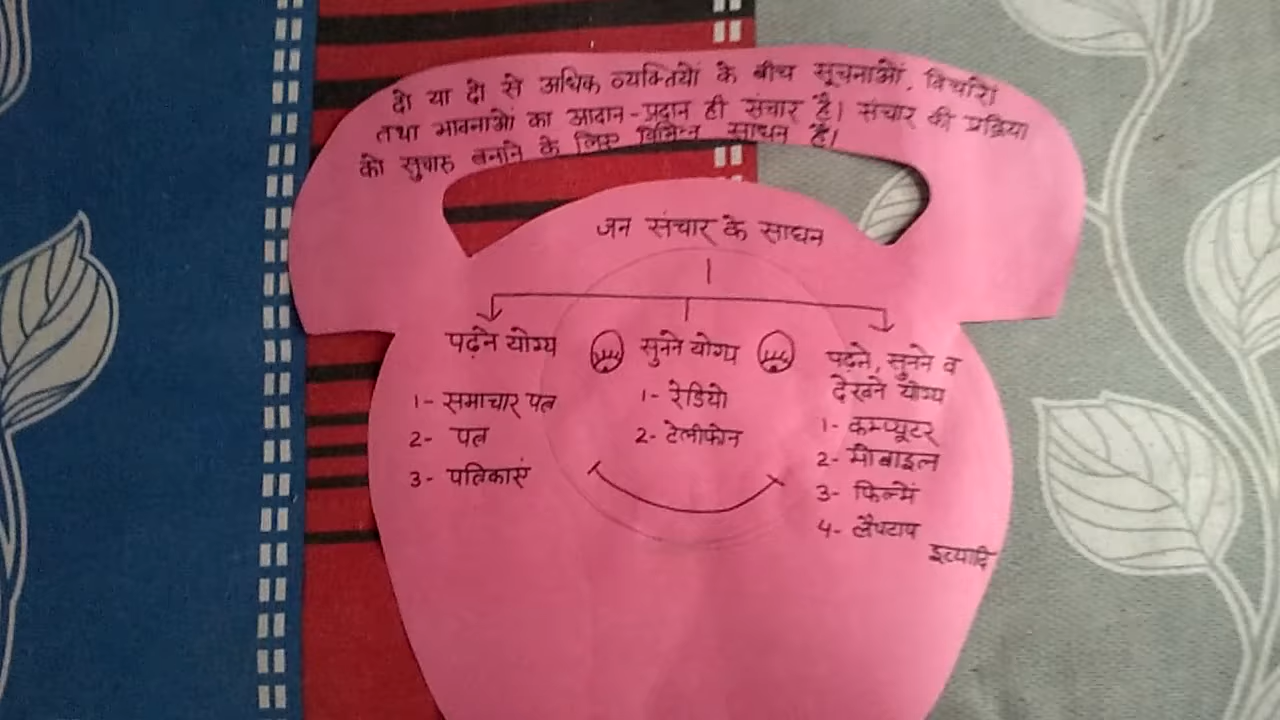 दो या दो से अधिक व्यक्तियों के बीच सूचनाओं, विचारों
तथा भावनाओं का आदान-प्रदान ही संचार है। संचार की प्रक्रिया
को सुचारु बनाने के लिए विभिन्न साधन हैं।
जन संचार के साधन
पढ़ने योग्य
1- समाचार पत्र
2- पत्र
3- पत्रिकाएं
सुनने योग्य
1- रेडियो
2- टेलीफोन
पढ़ने, सुनने व
देखने योग्य
1- कम्प्यूटर
2- मोबाइल
3- फिल्में
4- लैपटाप
इत्यादि